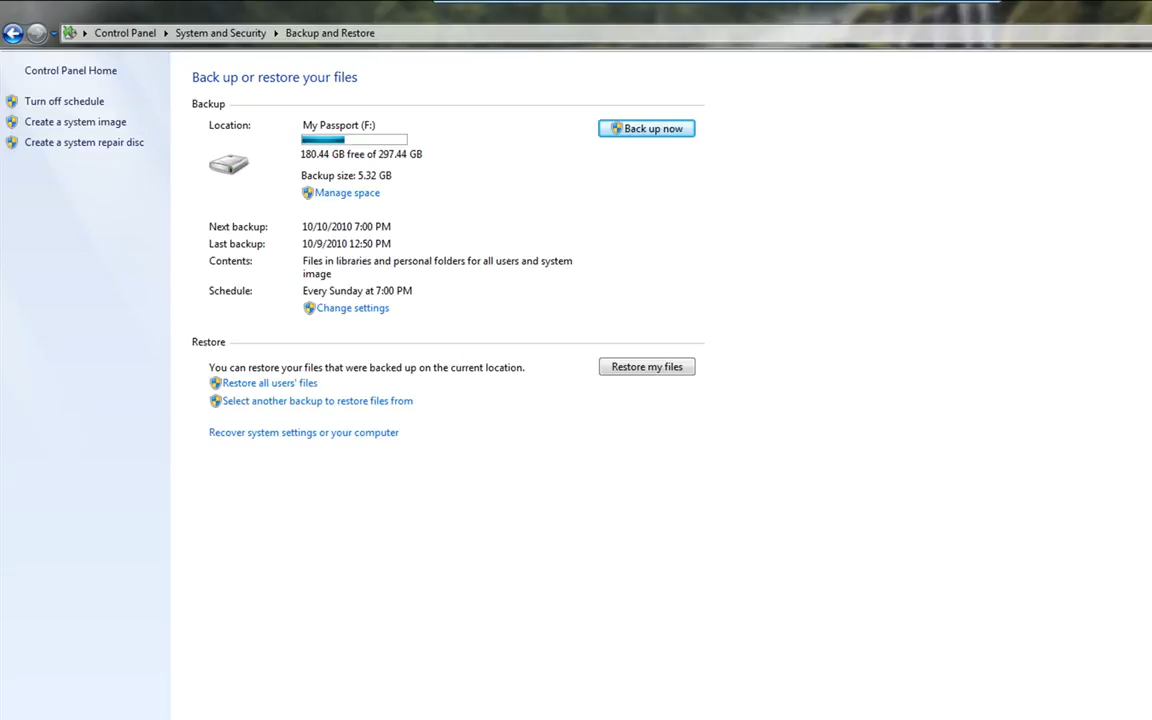 Control Panel ▸ System and Security ▸ Backup and Restore
Control Panel Home
Turn off schedule
Create a system image
Create a system repair disc
Back up or restore your files
Backup
Location:
My Passport (F:)
180.44 GB free of 297.44 GB
Backup size: 5.32 GB
Manage space
Back up now
Next backup: 10/10/2010 7:00 PM
Last backup: 10/9/2010 12:50 PM
Contents: Files in libraries and personal folders for all users and system
image
Schedule: Every Sunday at 7:00 PM
Change settings
Restore
You can restore your files that were backed up on the current location.
Restore my files
Restore all users' files
Select another backup to restore files from
Recover system settings or your computer